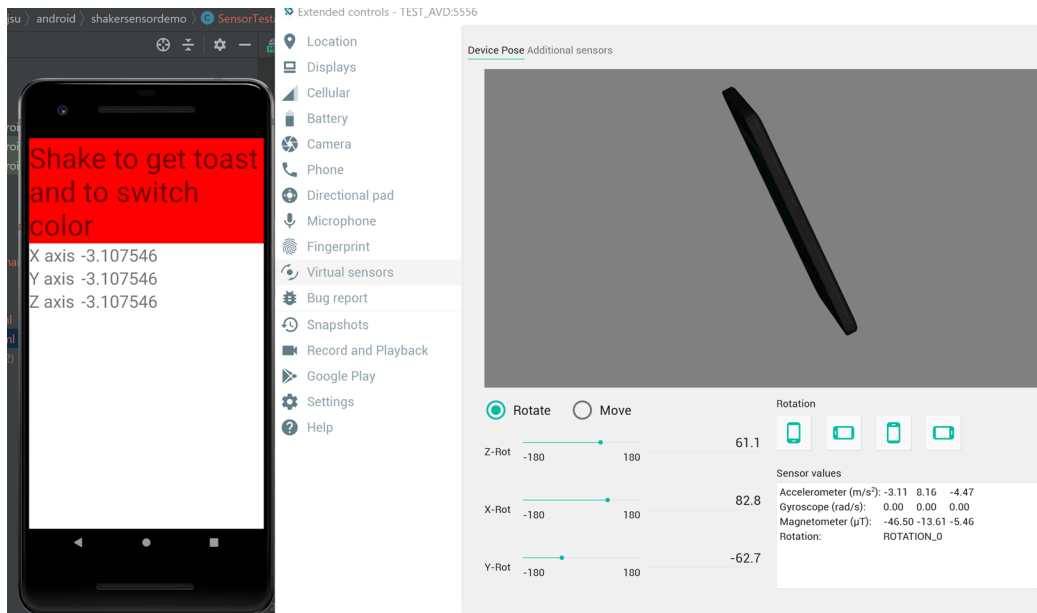 jsu 〉 android 〉 shakersensordemo 〉 C SensorTest
Extended controls - TEST_AVD:5556
Shake to get toast
and to switch
color
X axis -3.107546
Y axis -3.107546
Z axis -3.107546
Location
Displays
Cellular
Battery
Camera
Phone
Directional pad
Microphone
Fingerprint
Virtual sensors
Bug report
Snapshots
Record and Playback
Google Play
Settings
Help
Device Pose Additional sensors
Rotate Move
Z-Rot -180 180 61.1
X-Rot -180 180 82.8
Y-Rot -180 180 -62.7
Rotation
Sensor values
Accelerometer (m/s²): -3.11 8.16 -4.47
Gyroscope (rad/s): 0.00 0.00 0.00
Magnetometer (μT): -46.50 -13.61 -5.46
Rotation: ROTATION_0